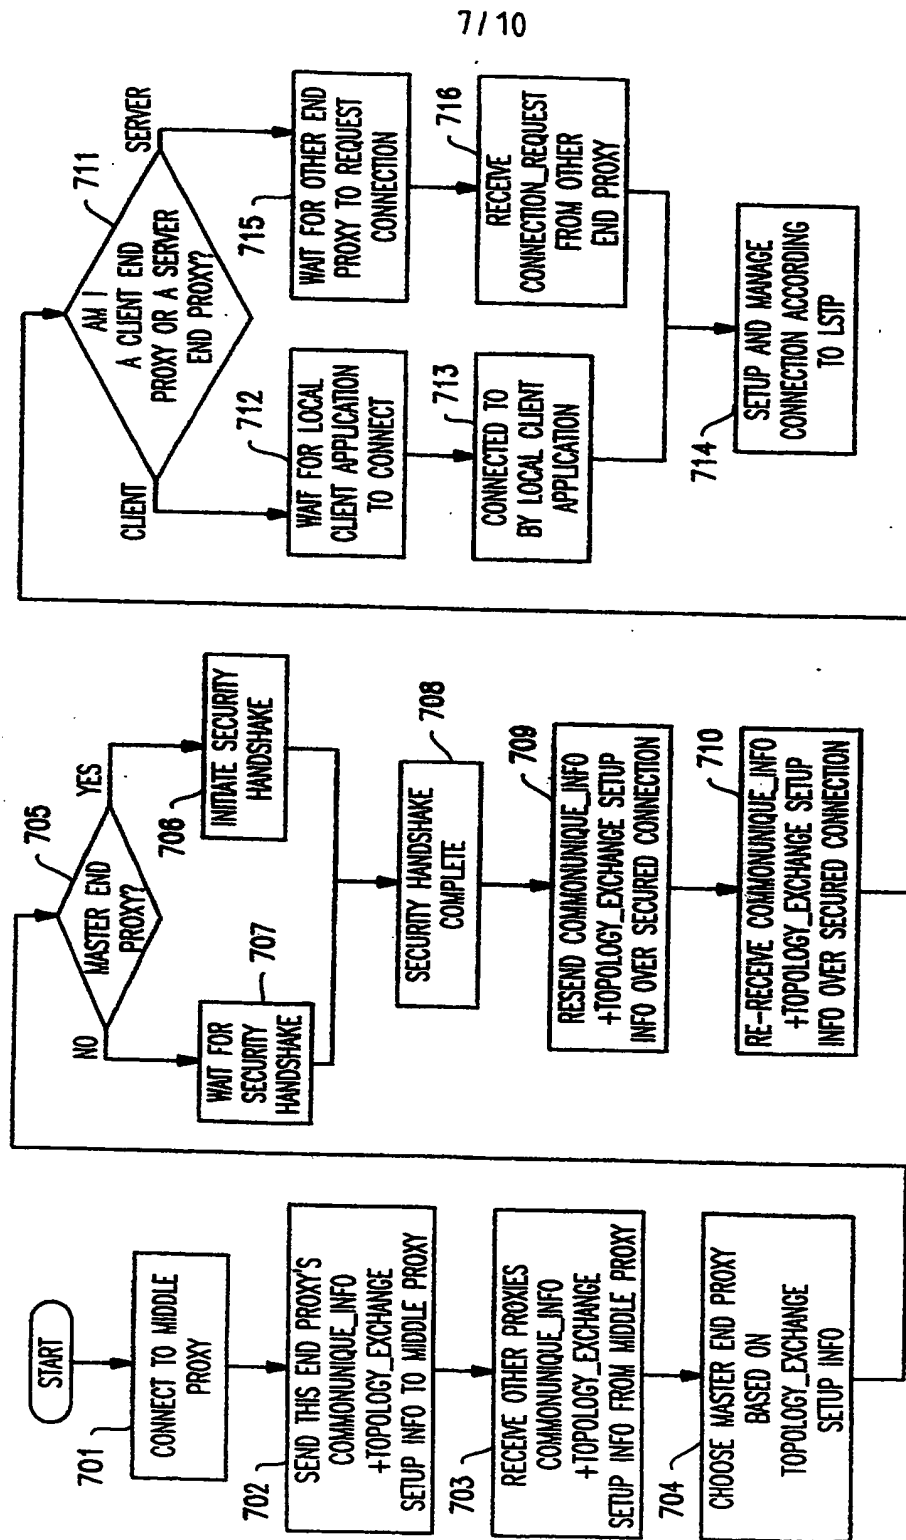 7/10
START
701
CONNECT TO MIDDLE
PROXY
702
SEND THIS END PROXY'S
COMMONUNIQUE_INFO
+TOPOLOGY_EXCHANGE
SETUP INFO TO MIDDLE PROXY
703
RECEIVE OTHER PROXIES
COMMONUNIQUE_INFO
+TOPOLOGY_EXCHANGE
SETUP INFO FROM MIDDLE PROXY
704
CHOOSE MASTER END PROXY
BASED ON
TOPOLOGY_EXCHANGE
SETUP INFO
705
MASTER END
PROXY?
NO
YES
706
INITIATE SECURITY
HANDSHAKE
707
WAIT FOR
SECURITY
HANDSHAKE
708
SECURITY HANDSHAKE
COMPLETE
709
RESEND COMMONUNIQUE_INFO
+TOPOLOGY_EXCHANGE SETUP
INFO OVER SECURED CONNECTION
710
RE-RECEIVE COMMONUNIQUE_INFO
+TOPOLOGY_EXCHANGE SETUP
INFO OVER SECURED CONNECTION
711
AM I
A CLIENT END
PROXY OR A SERVER
END PROXY?
CLIENT
SERVER
712
WAIT FOR LOCAL
CLIENT APPLICATION
TO CONNECT
713
CONNECTED TO
BY LOCAL CLIENT
APPLICATION
715
WAIT FOR OTHER END
PROXY TO REQUEST
CONNECTION
716
RECEIVE
CONNECTION_REQUEST
FROM OTHER
END PROXY
714
SETUP AND MANAGE
CONNECTION ACCORDING
TO LSTP